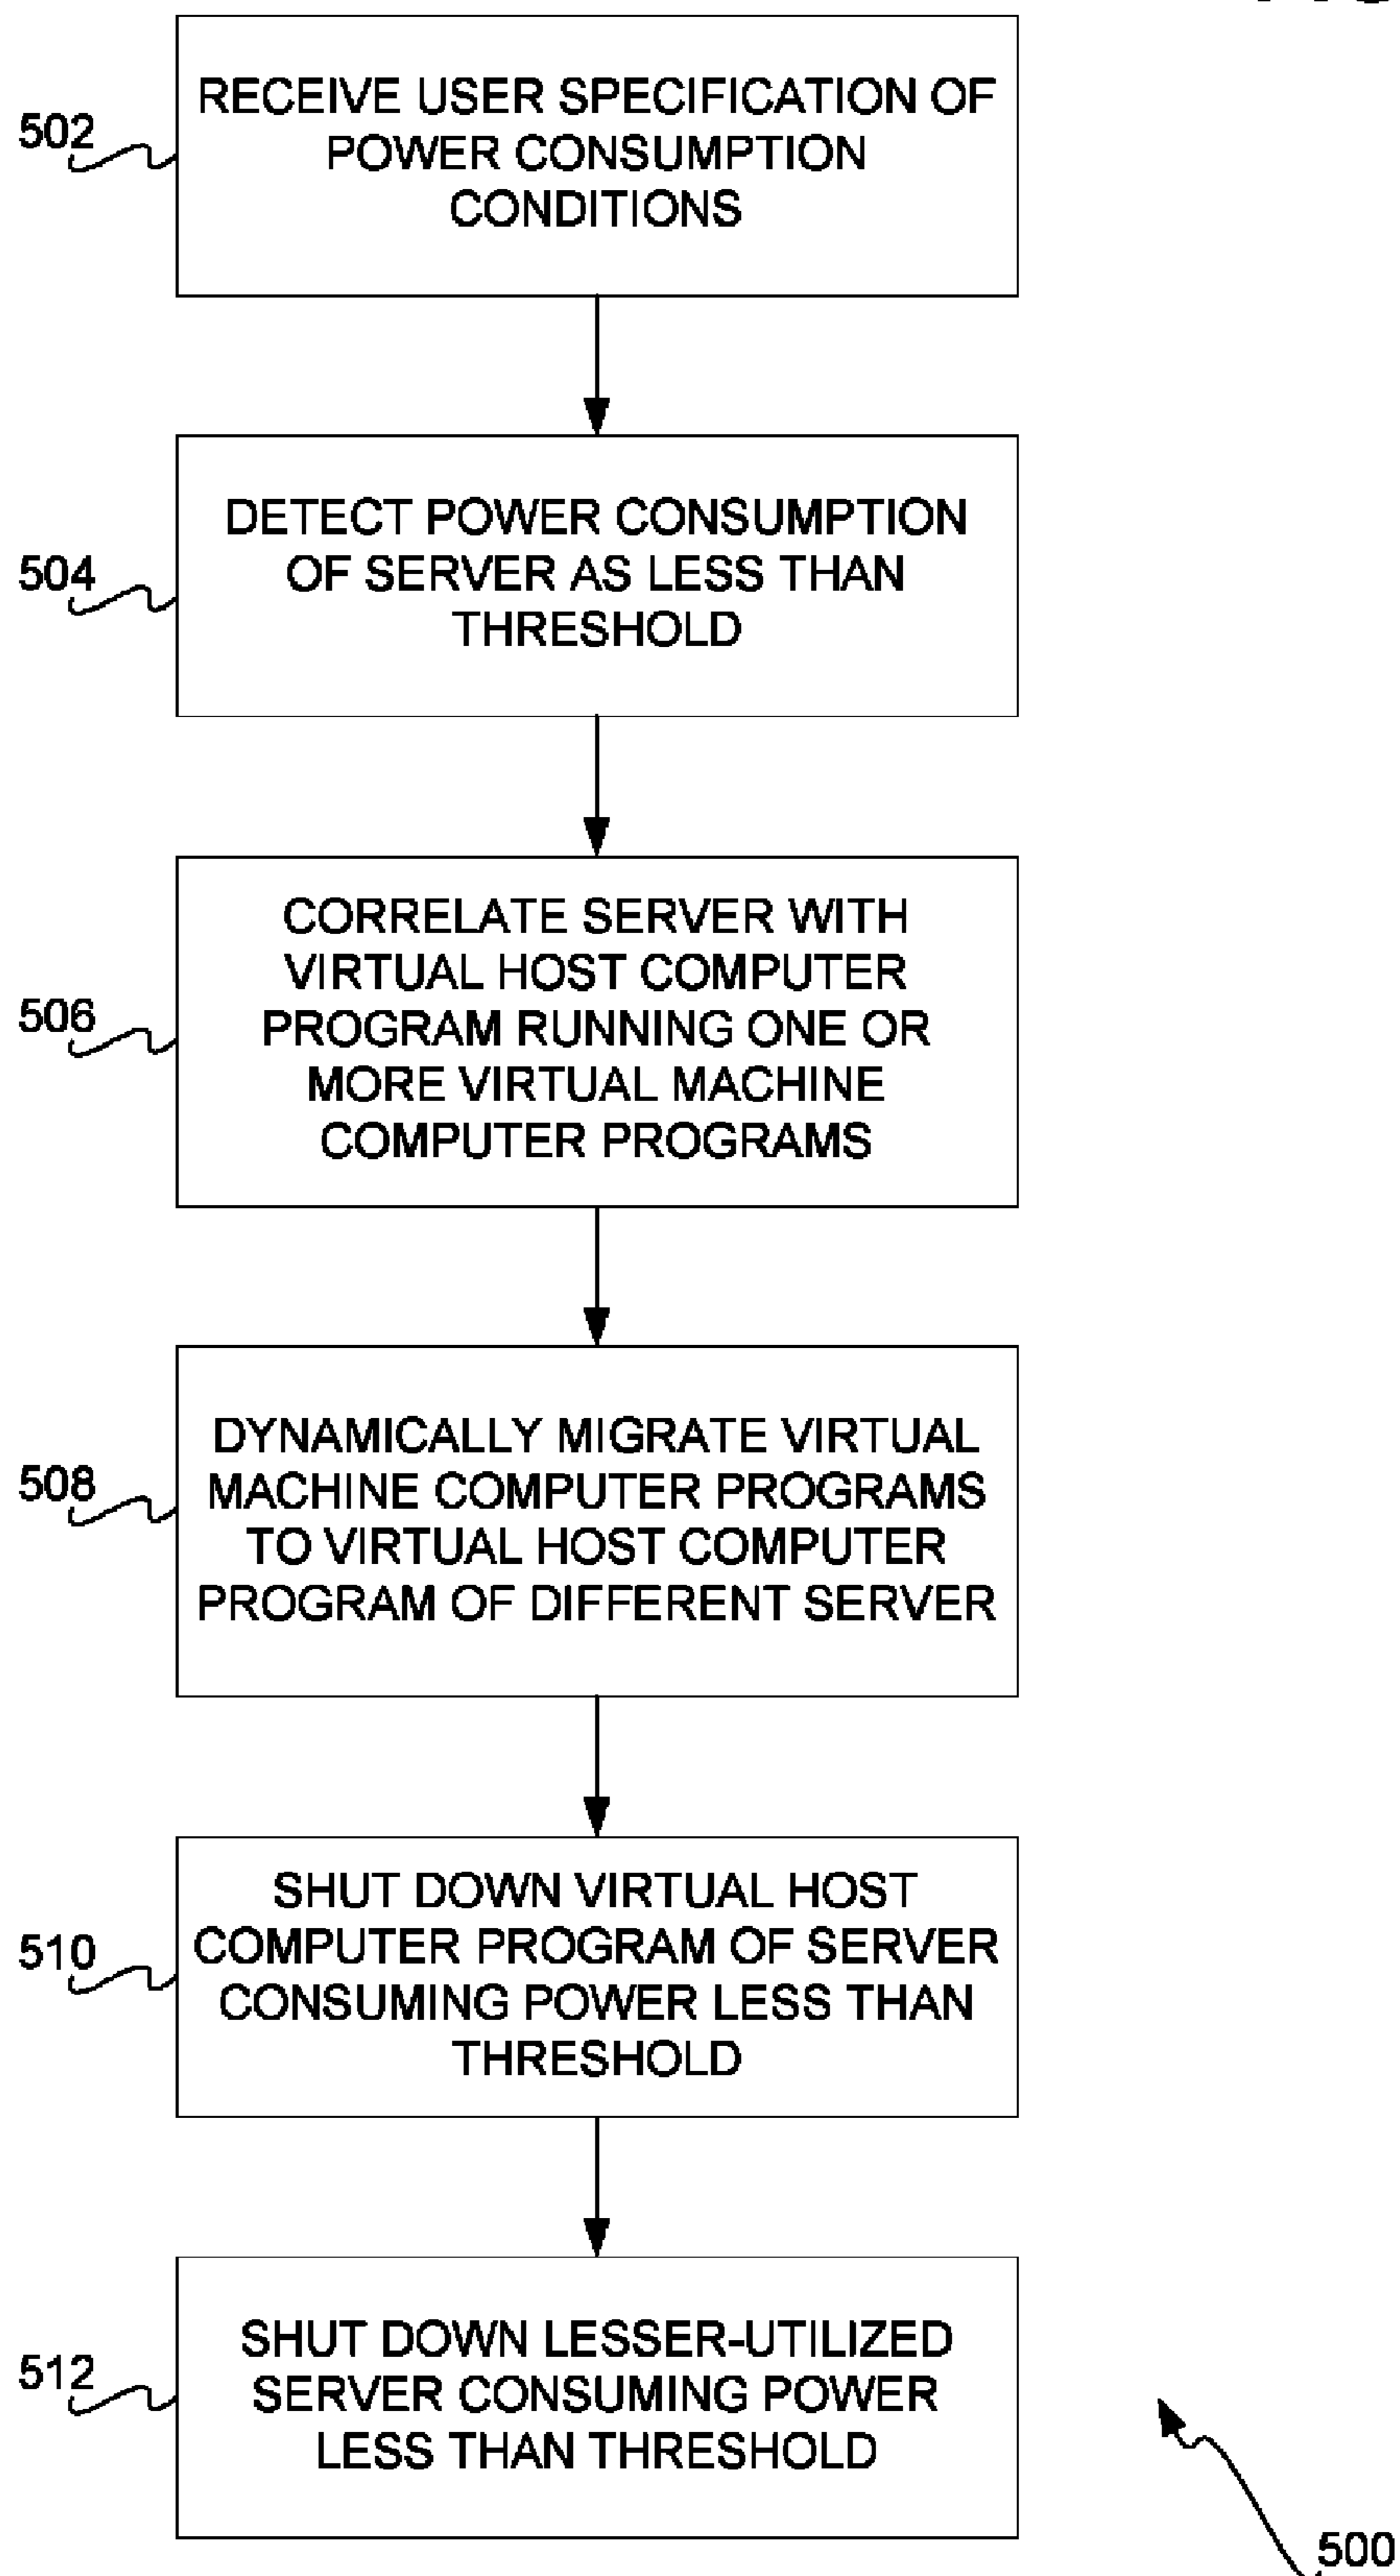 502
RECEIVE USER SPECIFICATION OF
POWER CONSUMPTION
CONDITIONS
504
DETECT POWER CONSUMPTION
OF SERVER AS LESS THAN
THRESHOLD
506
CORRELATE SERVER WITH
VIRTUAL HOST COMPUTER
PROGRAM RUNNING ONE OR
MORE VIRTUAL MACHINE
COMPUTER PROGRAMS
508
DYNAMICALLY MIGRATE VIRTUAL
MACHINE COMPUTER PROGRAMS
TO VIRTUAL HOST COMPUTER
PROGRAM OF DIFFERENT SERVER
510
SHUT DOWN VIRTUAL HOST
COMPUTER PROGRAM OF SERVER
CONSUMING POWER LESS THAN
THRESHOLD
512
SHUT DOWN LESSER-UTILIZED
SERVER CONSUMING POWER
LESS THAN THRESHOLD
500